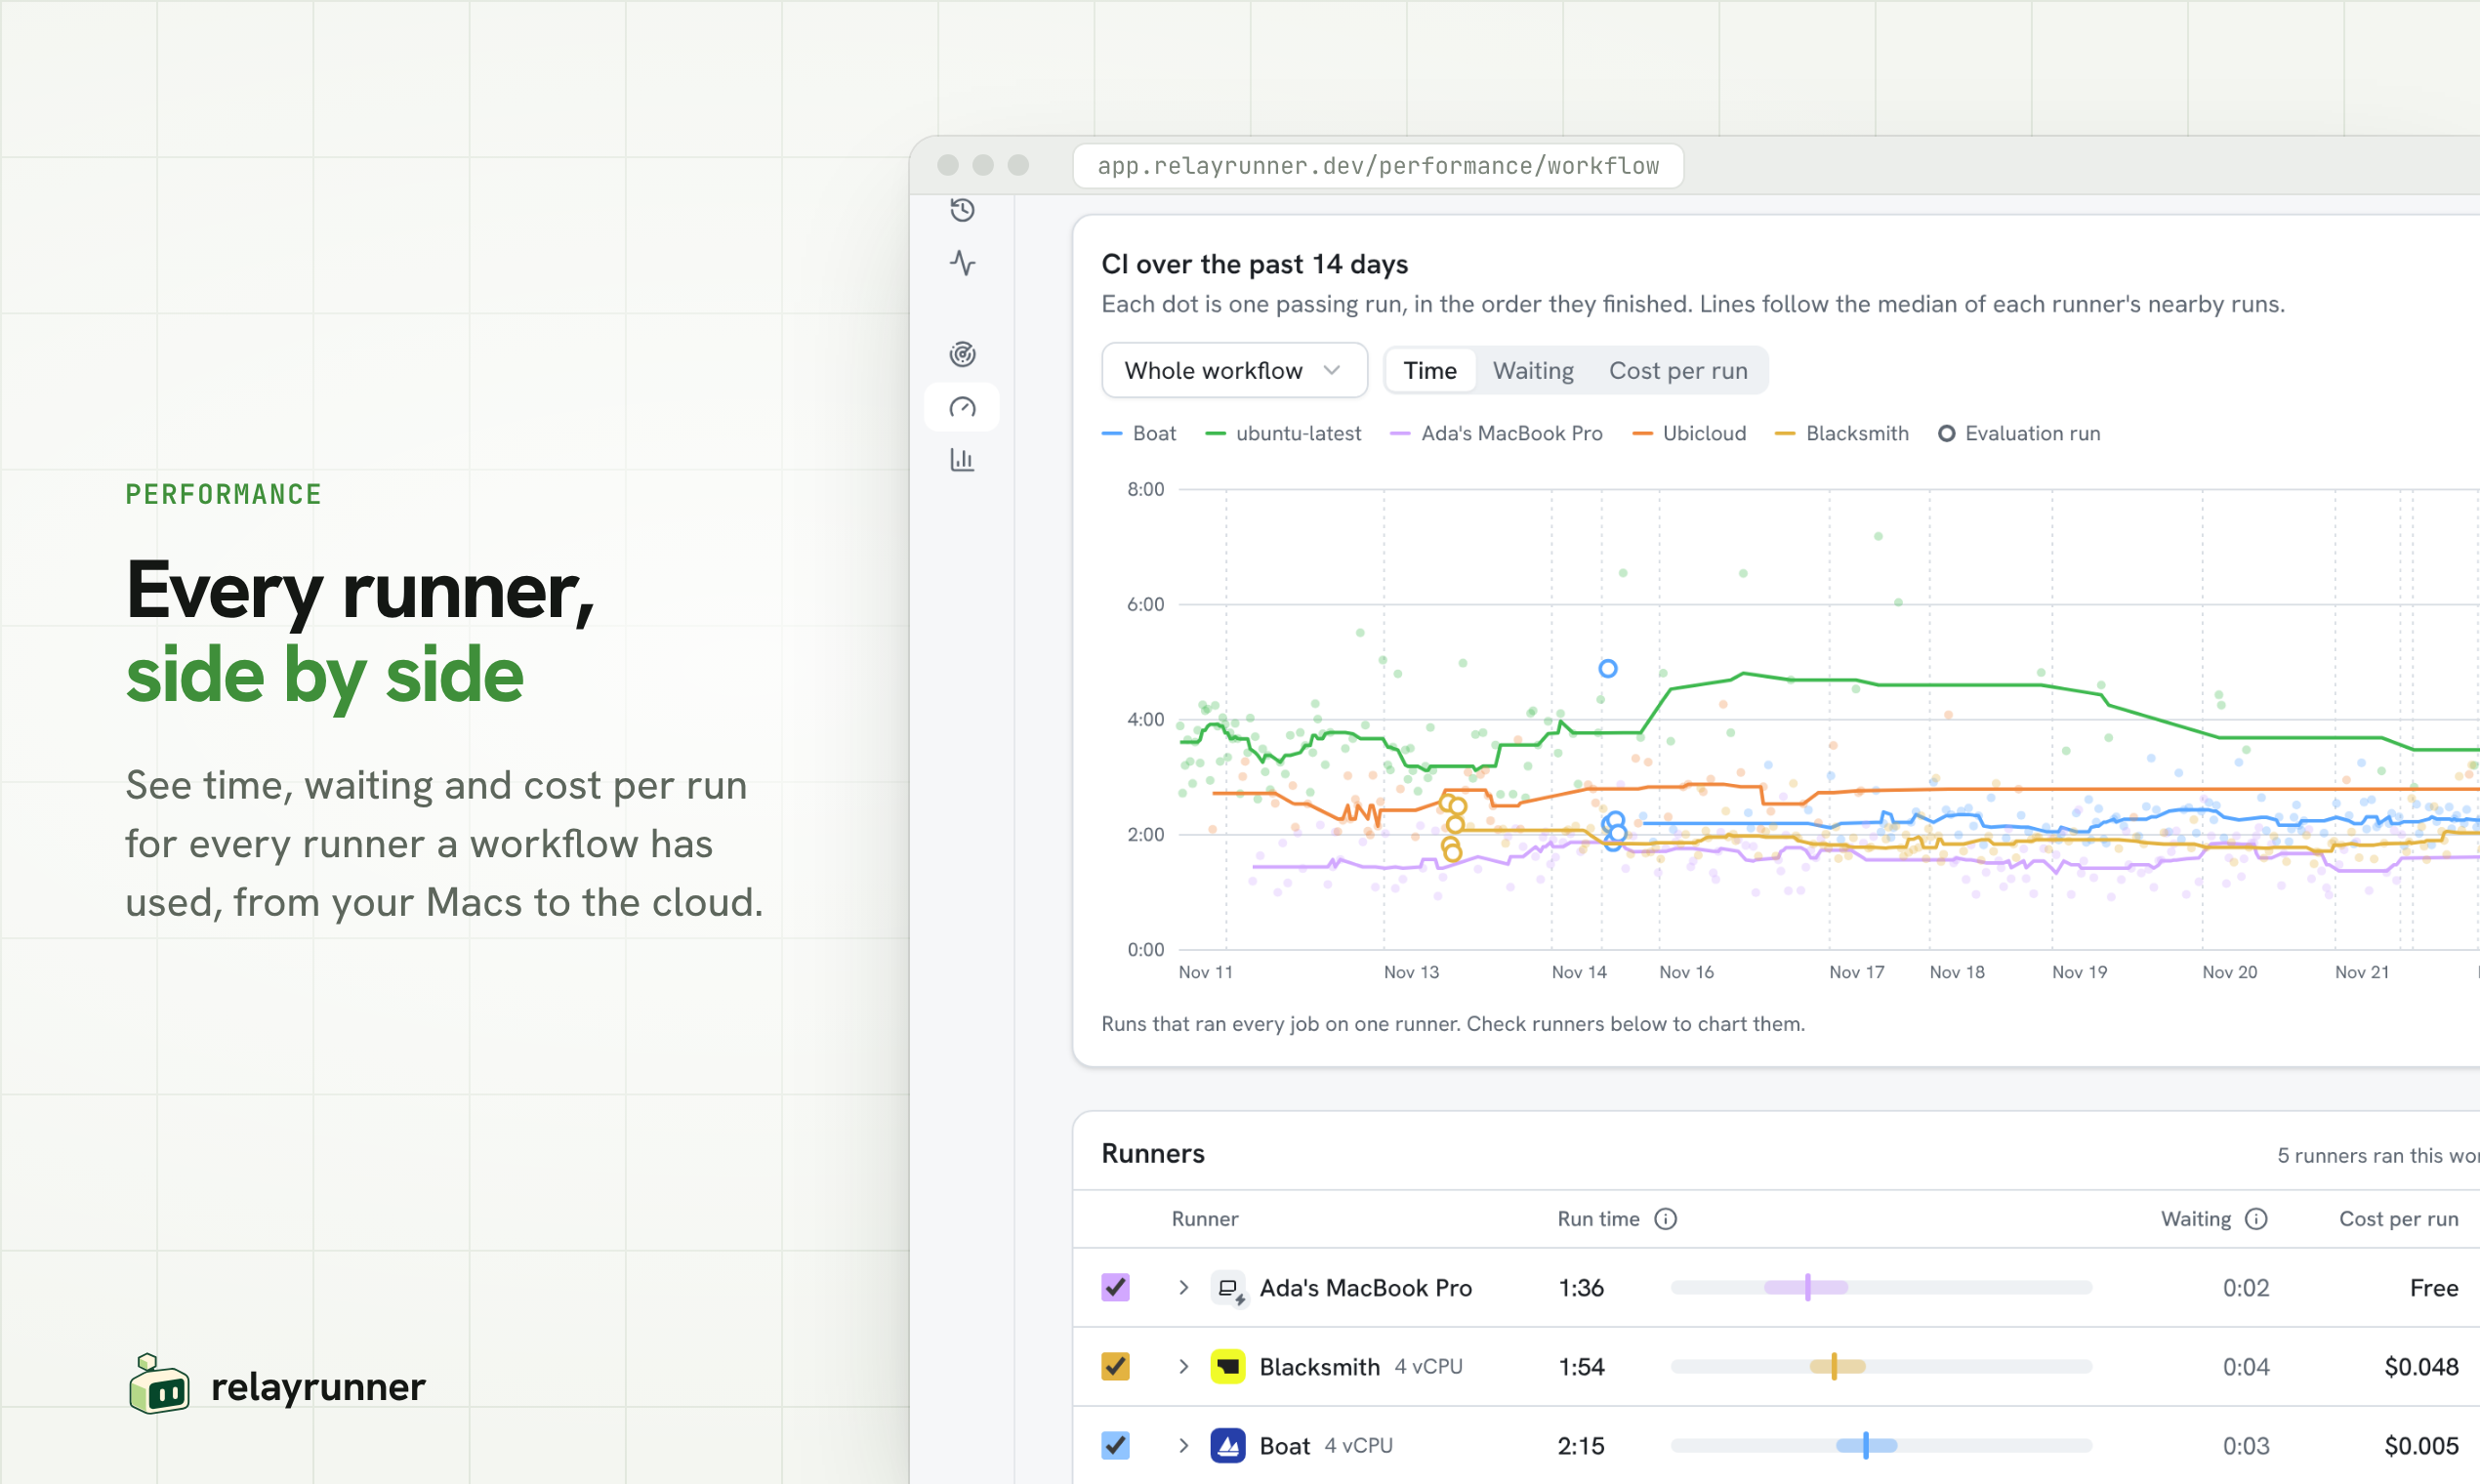 app.relayrunner.dev/performance/workflow
PERFORMANCE
Every runner,
side by side
See time, waiting and cost per run
for every runner a workflow has
used, from your Macs to the cloud.
relayrunner
CI over the past 14 days
Each dot is one passing run, in the order they finished. Lines follow the median of each runner's nearby runs.
Whole workflow Time Waiting Cost per run
Boat ubuntu-latest Ada's MacBook Pro Ubicloud Blacksmith Evaluation run
8:00
6:00
4:00
2:00
0:00
Nov 11 Nov 13 Nov 14 Nov 16 Nov 17 Nov 18 Nov 19 Nov 20 Nov 21
Runs that ran every job on one runner. Check runners below to chart them.
Runners 5 runners ran this
Runner Run time Waiting Cost per run
Ada's MacBook Pro 1:36 0:02 Free
Blacksmith 4 vCPU 1:54 0:04 $0.048
Boat 4 vCPU 2:15 0:03 $0.005